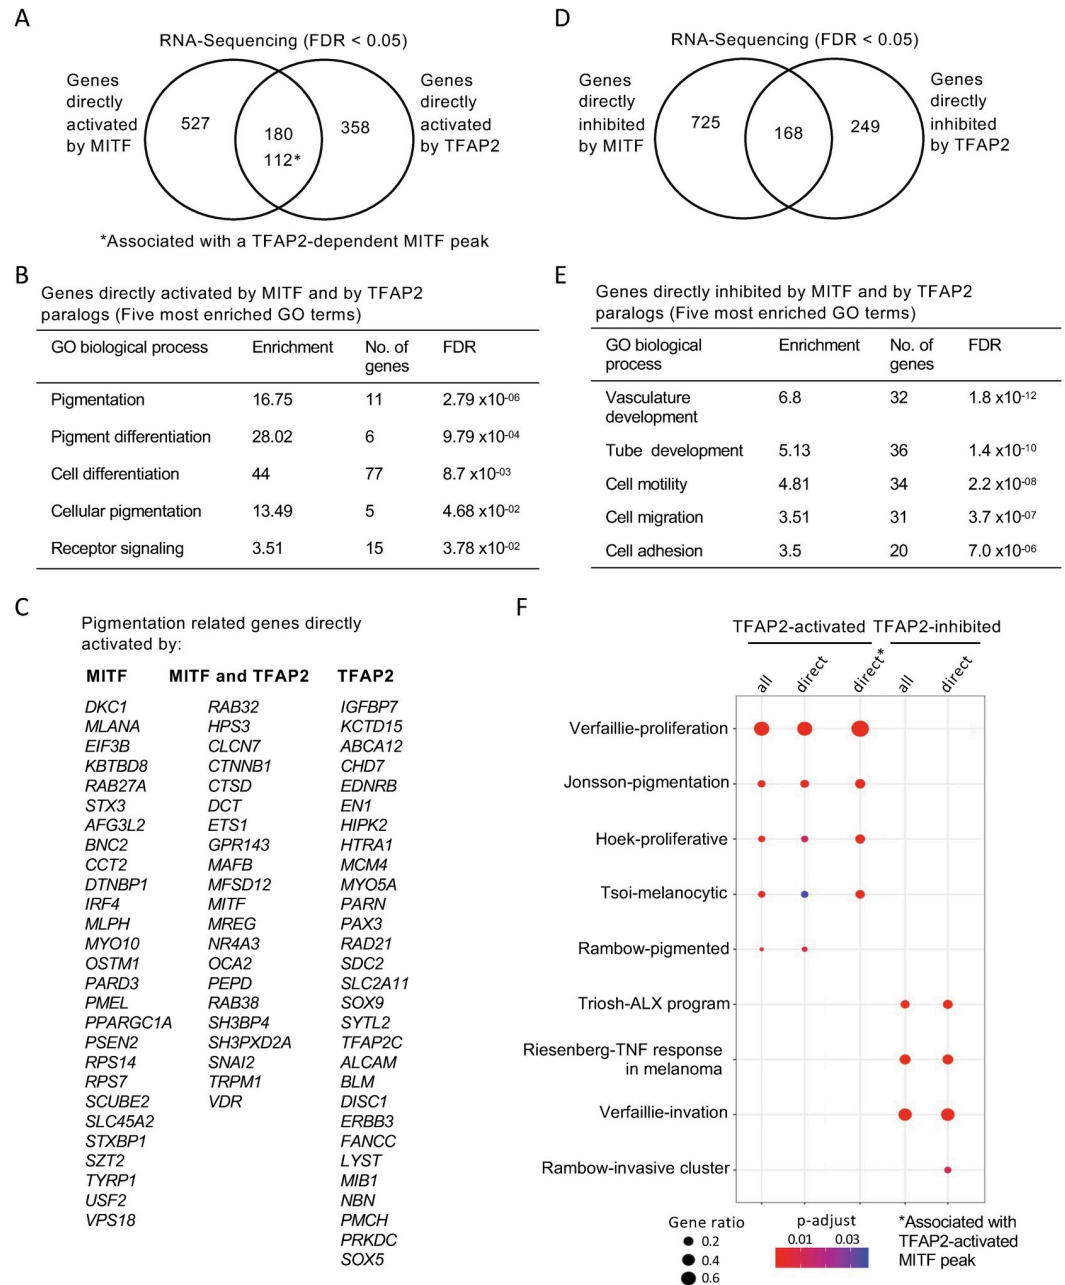 A
RNA-Sequencing (FDR < 0.05)
Genes
directly
activated
by MITF
527
180
112*
358
Genes
directly
activated
by TFAP2
*Associated with a TFAP2-dependent MITF peak
D
RNA-Sequencing (FDR < 0.05)
Genes
directly
inhibited
by MITF
725
168
249
Genes
directly
inhibited
by TFAP2
B
Genes directly activated by MITF and by TFAP2
paralogs (Five most enriched GO terms)
GO biological process Enrichment No. of genes FDR
Pigmentation 16.75 11 2.79 x10-06
Pigment differentiation 28.02 6 9.79 x10-04
Cell differentiation 44 77 8.7 x10-03
Cellular pigmentation 13.49 5 4.68 x10-02
Receptor signaling 3.51 15 3.78 x10-02
E
Genes directly inhibited by MITF and by TFAP2
paralogs (Five most enriched GO terms)
GO biological process Enrichment No. of genes FDR
Vasculature development 6.8 32 1.8 x10-12
Tube development 5.13 36 1.4 x10-10
Cell motility 4.81 34 2.2 x10-08
Cell migration 3.51 31 3.7 x10-07
Cell adhesion 3.5 20 7.0 x10-06
C
Pigmentation related genes directly
activated by:
MITF MITF and TFAP2 TFAP2
DKC1 RAB32 IGFBP7
MLANA HPS3 KCTD15
EIF3B CLCN7 ABCA12
KBTBD8 CTNNB1 CHD7
RAB27A CTSD EDNRB
STX3 DCT EN1
AFG3L2 ETS1 HIPK2
BNC2 GPR143 HTRA1
CCT2 MAFB MCM4
DTNBP1 MFSD12 MYO5A
IRF4 MITF PARN
MLPH MREG PAX3
MYO10 NR4A3 RAD21
OSTM1 OCA2 SDC2
PARD3 PEPD SLC2A11
PMEL RAB38 SOX9
PPARGC1A SH3BP4 SYTL2
PSEN2 SH3PXD2A TFAP2C
RPS14 SNAI2 ALCAM
RPS7 TRPM1 BLM
SCUBE2 VDR DISC1
SLC45A2 ERBB3
STXBP1 FANCC
SZT2 LYST
TYRP1 MIB1
USF2 NBN
VPS18 PMCH
PRKDC
SOX5
F
TFAP2-activated TFAP2-inhibited
all direct direct* all direct
Verfaillie-proliferation
Jonsson-pigmentation
Hoek-proliferative
Tsoi-melanocytic
Rambow-pigmented
Triosh-ALX program
Riesenberg-TNF response
in melanoma
Verfaillie-invation
Rambow-invasive cluster
Gene ratio
0.2
0.4
0.6
p-adjust
0.01 0.03
*Associated with
TFAP2-activated
MITF peak